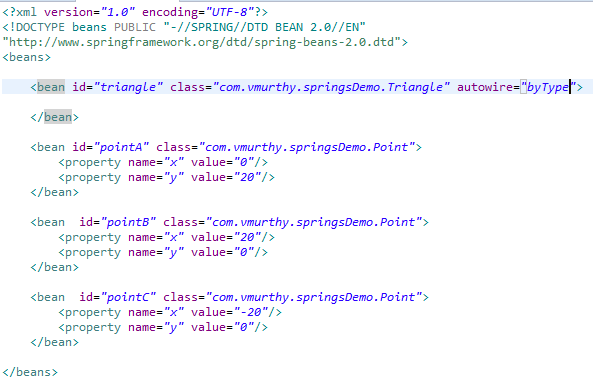 <?xml version="1.0" encoding="UTF-8"?>
<!DOCTYPE beans PUBLIC "-//SPRING//DTD BEAN 2.0//EN"
"http://www.springframework.org/dtd/spring-beans-2.0.dtd">
<beans>
<bean id="triangle" class="com.vmurthy.springsDemo.Triangle" autowire="byType">
</bean>
<bean id="pointA" class="com.vmurthy.springsDemo.Point">
<property name="x" value="0"/>
<property name="y" value="20"/>
</bean>
<bean  id="pointB" class="com.vmurthy.springsDemo.Point">
<property name="x" value="20"/>
<property name="y" value="0"/>
</bean>
<bean  id="pointC" class="com.vmurthy.springsDemo.Point">
<property name="x" value="-20"/>
<property name="y" value="0"/>
</bean>
</beans>